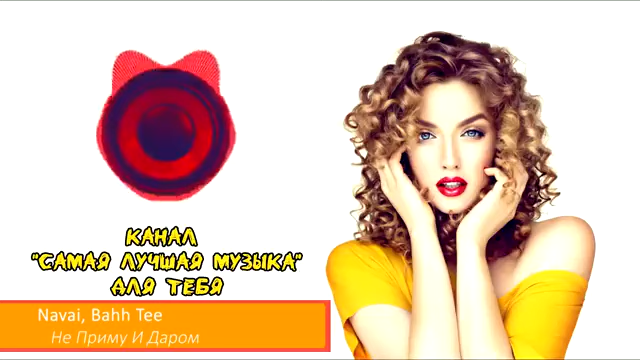 КАНАЛ
"САМАЯ ЛУЧШАЯ МУЗЫКА"
ДЛЯ ТЕБЯ
Navai, Bahh Tee
Не Приму И Даром